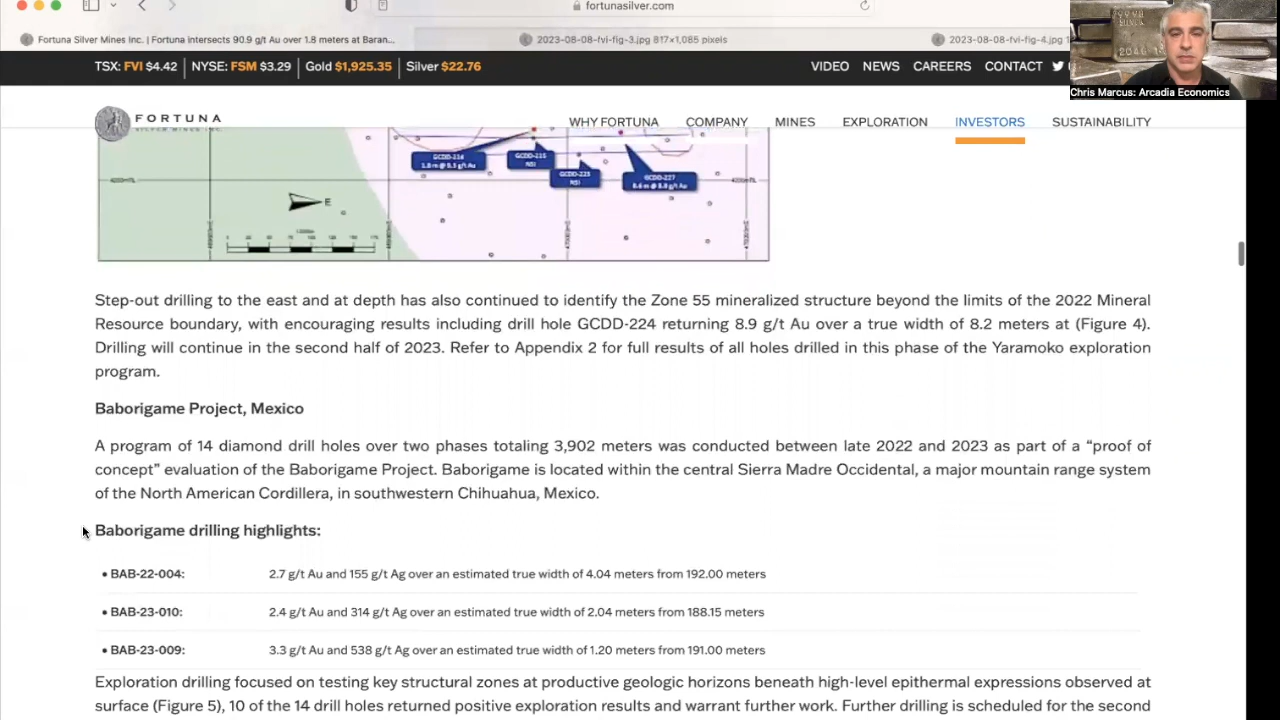 fortunasilver.com
Fortuna Silver Mines Inc. | Fortuna intersects 90.9 g/t Au over 1.8 meters at Baran...
2023-08-08-fvi-fig-3.jpg 817×1,085 pixels
2023-08-08-fvi-fig-4.jpg 1
TSX: FVI $4.42 | NYSE: FSM $3.29 | Gold $1,925.35 | Silver $22.76
VIDEO NEWS CAREERS CONTACT
Chris Marcus: Arcadia Economics
FORTUNA
SILVER MINES INC.
WHY FORTUNA COMPANY MINES EXPLORATION INVESTORS SUSTAINABILITY
GCDD-215
NSI
GCDD-223
NSI
GCDD-227
E
Step-out drilling to the east and at depth has also continued to identify the Zone 55 mineralized structure beyond the limits of the 2022 Mineral
Resource boundary, with encouraging results including drill hole GCDD-224 returning 8.9 g/t Au over a true width of 8.2 meters at (Figure 4).
Drilling will continue in the second half of 2023. Refer to Appendix 2 for full results of all holes drilled in this phase of the Yaramoko exploration
program.
Baborigame Project, Mexico
A program of 14 diamond drill holes over two phases totaling 3,902 meters was conducted between late 2022 and 2023 as part of a “proof of
concept” evaluation of the Baborigame Project. Baborigame is located within the central Sierra Madre Occidental, a major mountain range system
of the North American Cordillera, in southwestern Chihuahua, Mexico.
Baborigame drilling highlights:
• BAB-22-004: 2.7 g/t Au and 155 g/t Ag over an estimated true width of 4.04 meters from 192.00 meters
• BAB-23-010: 2.4 g/t Au and 314 g/t Ag over an estimated true width of 2.04 meters from 188.15 meters
• BAB-23-009: 3.3 g/t Au and 538 g/t Ag over an estimated true width of 1.20 meters from 191.00 meters
Exploration drilling focused on testing key structural zones at productive geologic horizons beneath high-level epithermal expressions observed at
surface (Figure 5), 10 of the 14 drill holes returned positive exploration results and warrant further work. Further drilling is scheduled for the second